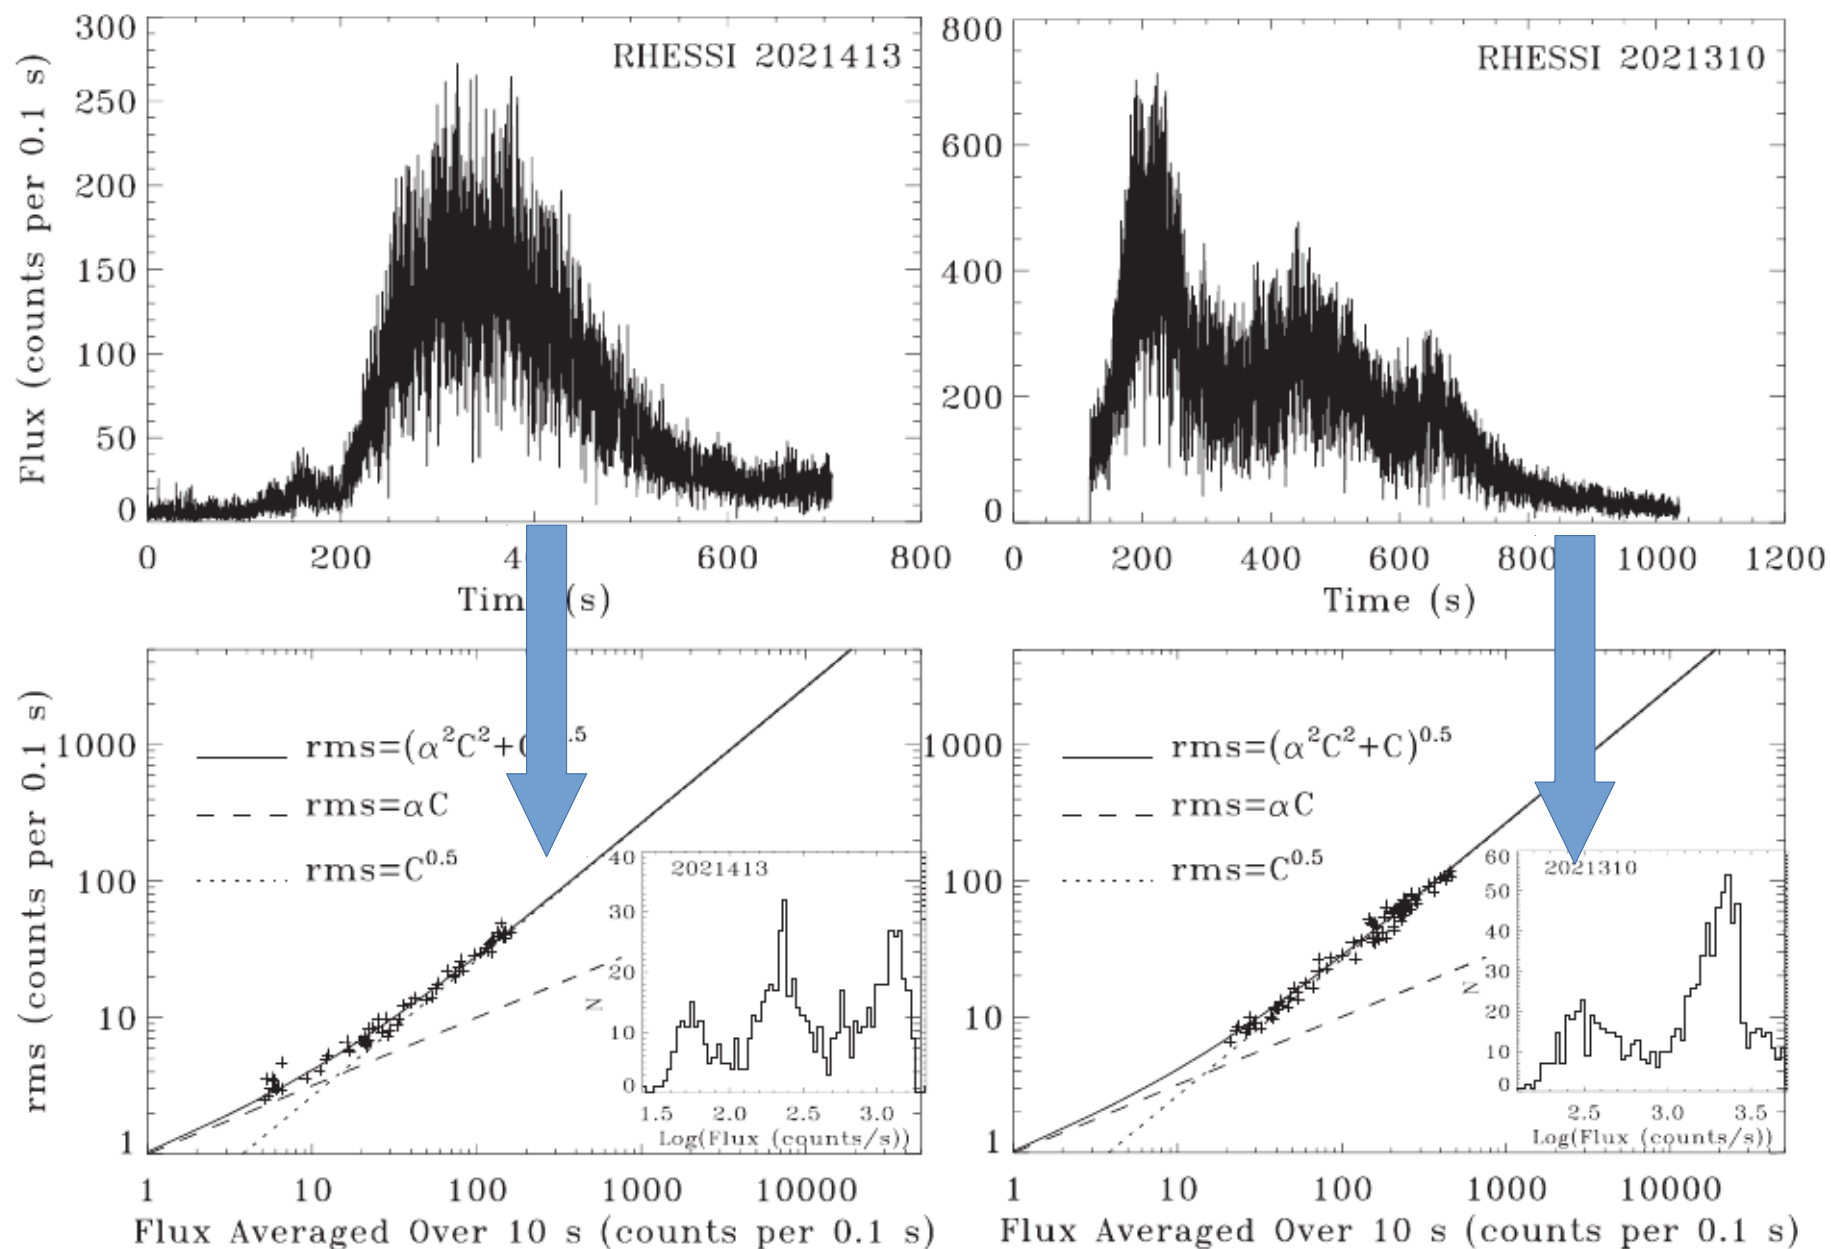 RHESSI 2021413
Flux (counts per 0.1 s)
300
250
200
150
100
50
0
0 200 600 800
(s)
RHESSI 2021310
800
600
400
200
0
0 200 400 600 1000 1200
Time (s)
rms (counts per 0.1 s)
1000
100
10
1
rms=(α²C²+
rms=αC
rms=C^0.5
2021413
40
30
20
10
0
N
1.5 2.0 2.5 3.0
Log(Flux (counts/s))
1 10 100 1000 10000
Flux Averaged Over 10 s (counts per 0.1 s)
1000
100
10
1
rms=(α²C²+C)^0.5
rms=αC
rms=C^0.5
2021310
60
50
40
30
20
10
0
N
2.5 3.0 3.5
Log(Flux (counts/s))
1 10 100 1000 10000
Flux Averaged Over 10 s (counts per 0.1 s)